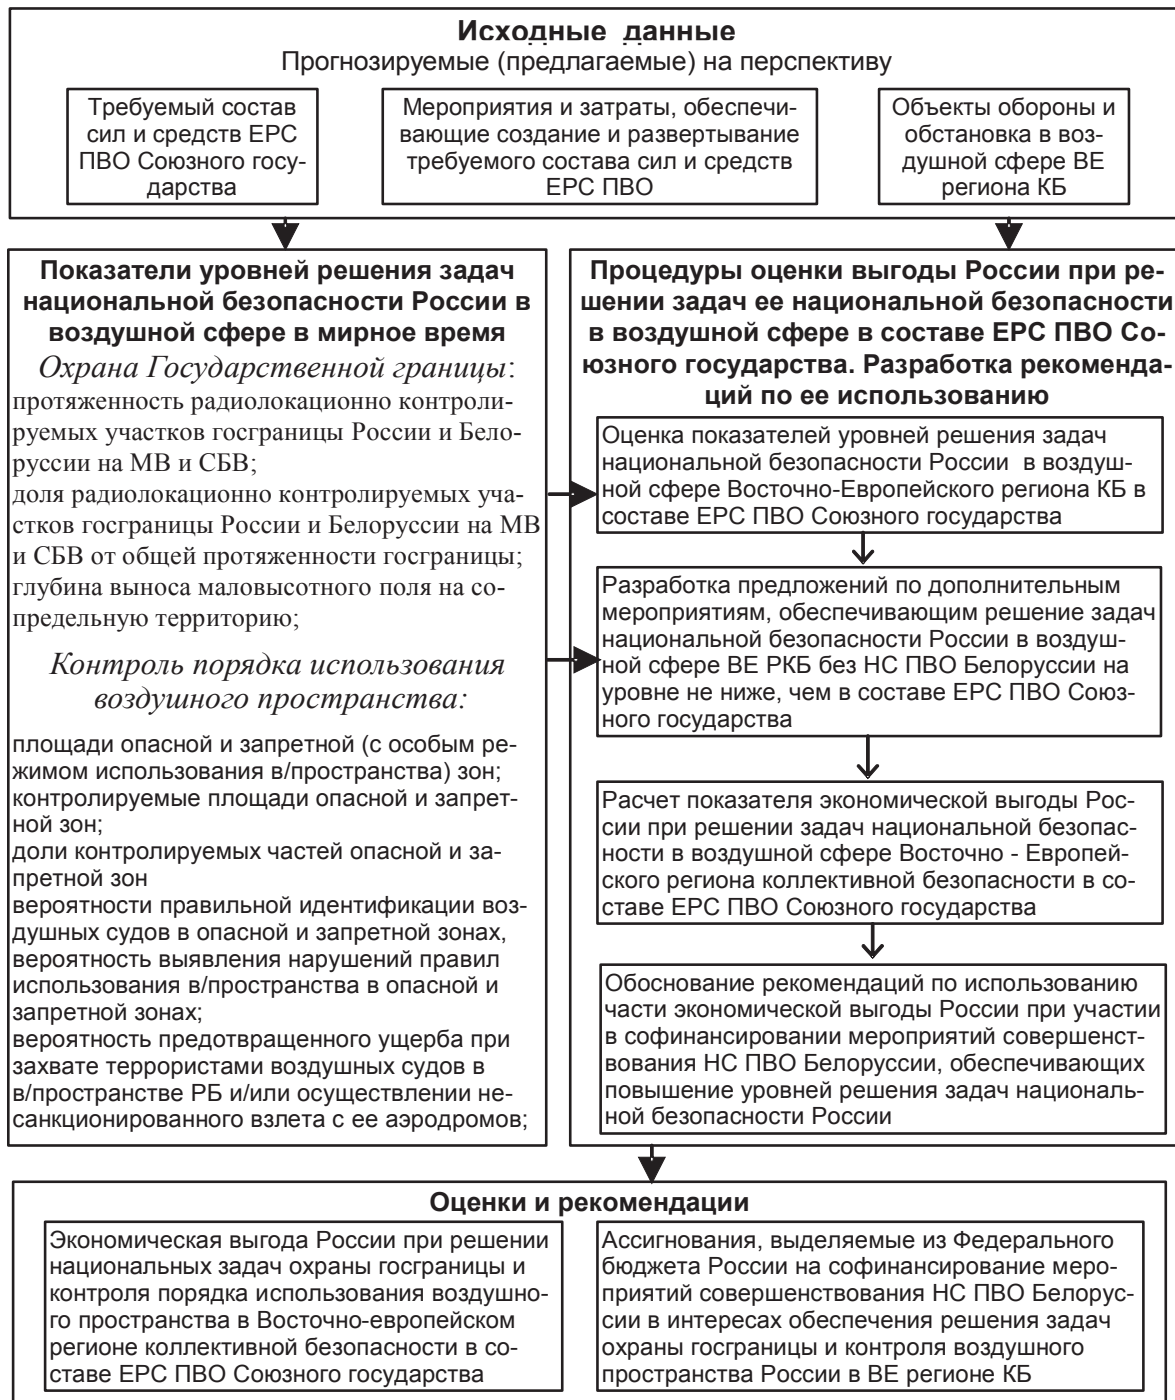 Исходные данные
Прогнозируемые (предлагаемые) на перспективу
Требуемый состав
сил и средств ЕРС
ПВО Союзного госу-
дарства
Мероприятия и затраты, обеспечи-
вающие создание и развертывание
требуемого состава сил и средств
ЕРС ПВО
Объекты обороны и
обстановка в воз-
душной сфере ВЕ
региона КБ
Показатели уровней решения задач
национальной безопасности России в
воздушной сфере в мирное время
Охрана Государственной границы:
протяженность радиолокационно контроли-
руемых участков госграницы России и Бело-
руссии на МВ и СБВ;
доля радиолокационно контролируемых уча-
стков госграницы России и Белоруссии на МВ
и СБВ от общей протяженности госграницы;
глубина выноса маловысотного поля на со-
предельную территорию;
Контроль порядка использования
воздушного пространства:
площади опасной и запретной (с особым ре-
жимом использования в/пространства) зон;
контролируемые площади опасной и запрет-
ной зон;
доли контролируемых частей опасной и за-
претной зон
вероятности правильной идентификации воз-
душных судов в опасной и запретной зонах,
вероятность выявления нарушений правил
использования в/пространства в опасной и
запретной зонах;
вероятность предотвращенного ущерба при
захвате террористами воздушных судов в
в/пространстве РБ и/или осуществлении не-
санкционированного взлета с ее аэродромов;
Процедуры оценки выгоды России при ре-
шении задач ее национальной безопасности
в воздушной сфере в составе ЕРС ПВО Со-
юзного государства. Разработка рекоменда-
ций по ее использованию
Оценка показателей уровней решения задач
национальной безопасности России в воздуш-
ной сфере Восточно-Европейского региона КБ в
составе ЕРС ПВО Союзного государства
Разработка предложений по дополнительным
мероприятиям, обеспечивающим решение задач
национальной безопасности России в воздуш-
ной сфере ВЕ РКБ без НС ПВО Белоруссии на
уровне не ниже, чем в составе ЕРС ПВО Союз-
ного государства
Расчет показателя экономической выгоды Рос-
сии при решении задач национальной безопас-
ности в воздушной сфере Восточно - Европей-
ского региона коллективной безопасности в со-
ставе ЕРС ПВО Союзного государства
Обоснование рекомендаций по использованию
части экономической выгоды России при участии
в софинансировании мероприятий совершенст-
вования НС ПВО Белоруссии, обеспечивающих
повышение уровней решения задач националь-
ной безопасности России
Оценки и рекомендации
Экономическая выгода России при решении
национальных задач охраны госграницы и
контроля порядка использования воздушно-
го пространства в Восточно-европейском
регионе коллективной безопасности в со-
ставе ЕРС ПВО Союзного государства
Ассигнования, выделяемые из Федерального
бюджета России на софинансирование меро-
приятий совершенствования НС ПВО Белорус-
сии в интересах обеспечения решения задач
охраны госграницы и контроля воздушного
пространства России в ВЕ регионе КБ